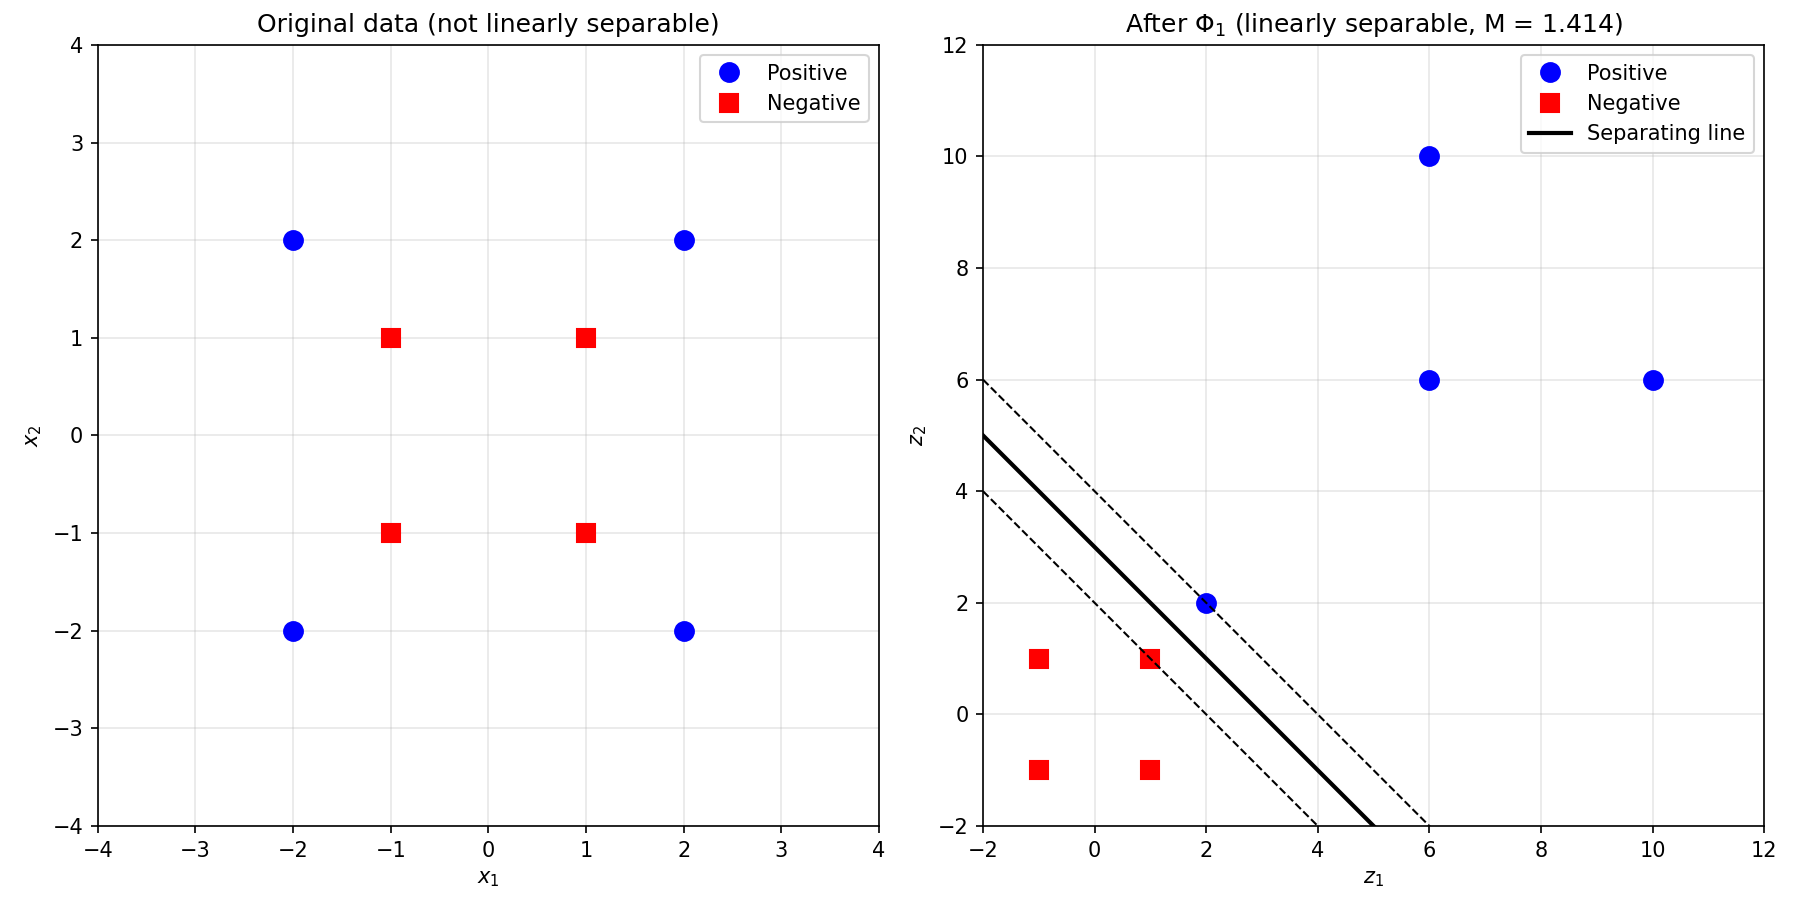 Original data (not linearly separable)
4
3
2
1
0
−1
−2
−3
−4
x₂
−4 −3 −2 −1 0 1 2 3 4
x₁
Positive
Negative
After Φ₁ (linearly separable, M = 1.414)
12
10
8
6
4
2
0
−2
z₂
−2 0 2 4 6 8 10 12
z₁
Positive
Negative
Separating line